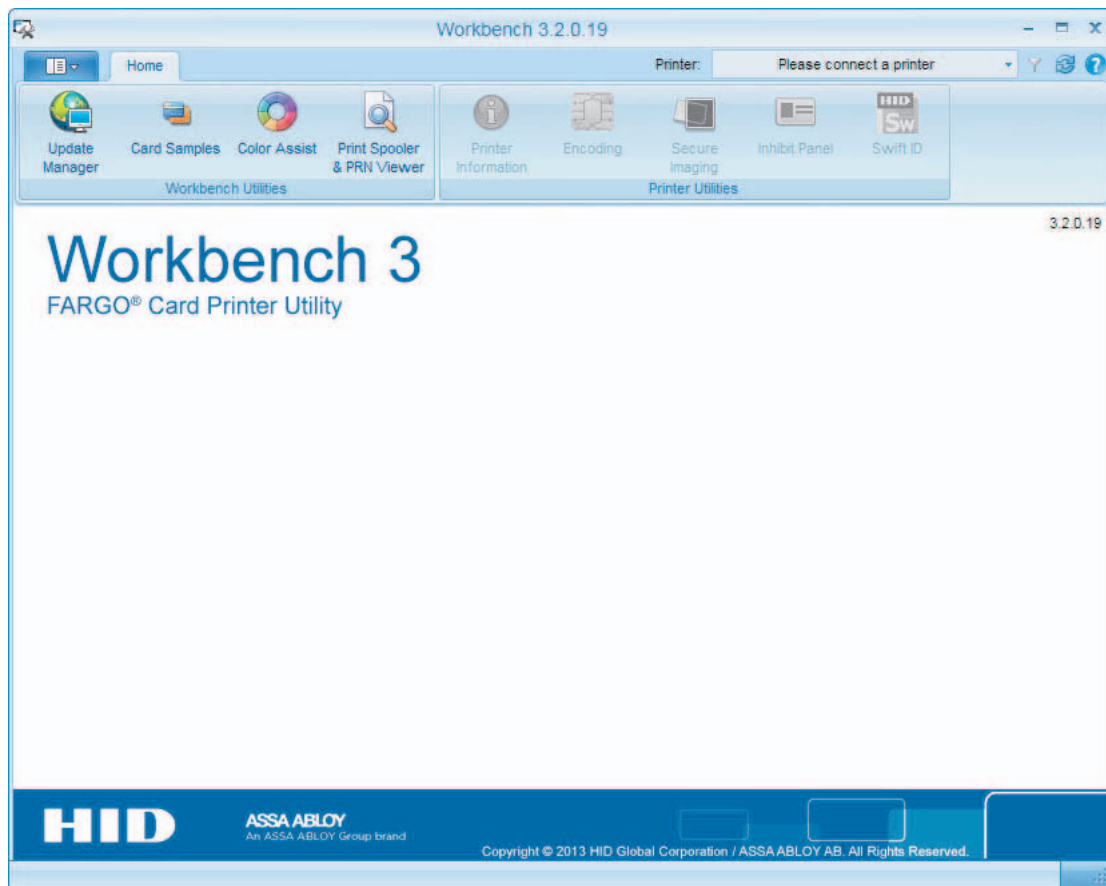 Workbench 3.2.0.19
Home
Printer:
Please connect a printer
Update
Manager
Card Samples
Color Assist
Print Spooler
& PRN Viewer
Workbench Utilities
Printer
Information
Encoding
Secure
Imaging
Inhibit Panel
HID
Sw
Swift ID
Printer Utilities
3.2.0.19
Workbench 3
FARGO® Card Printer Utility
HID
ASSA ABLOY
An ASSA ABLOY Group brand
Copyright © 2013 HID Global Corporation / ASSA ABLOY AB. All Rights Reserved.